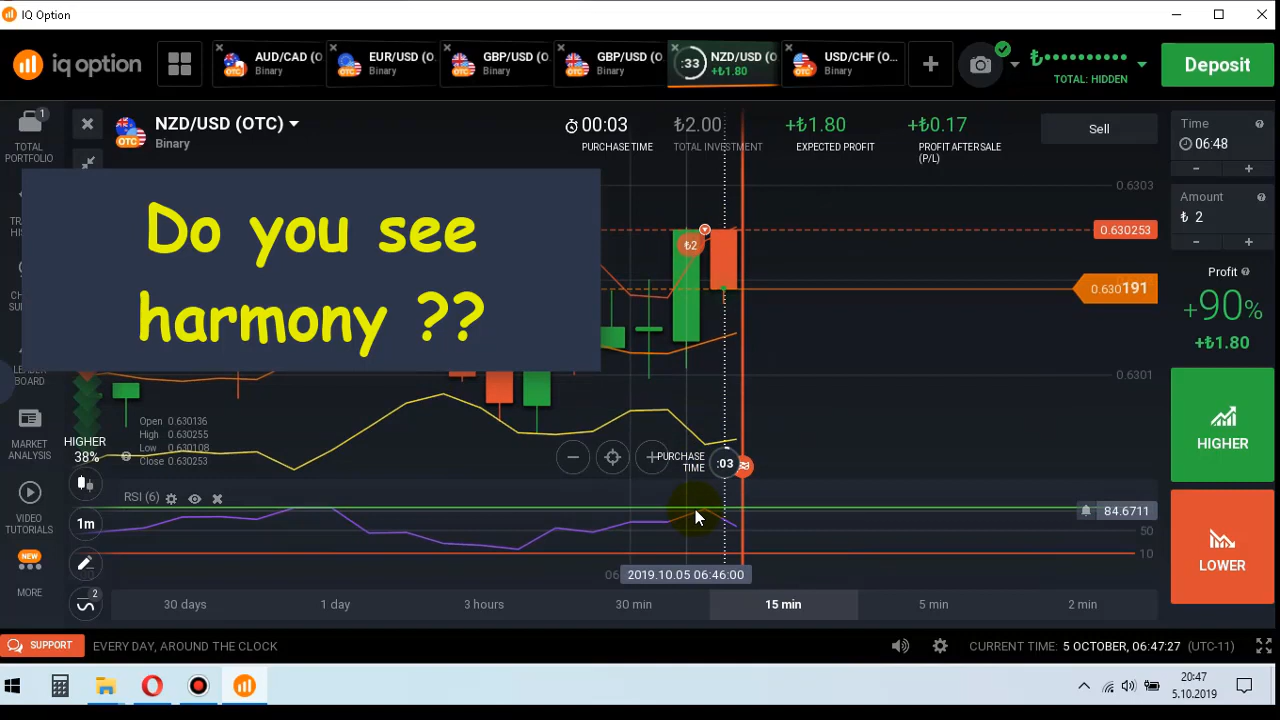 IQ Option
iq option
AUD/CAD (O
Binary
EUR/USD (O.
Binary
GBP/USD (O
Binary
GBP/USD (O
Binary
:33
NZD/USD (O
+₺1.80
USD/CHF (O
Binary
₺••••••••••
TOTAL: HIDDEN
Deposit
1
TOTAL
PORTFOLIO
OTC
NZD/USD (OTC)
Binary
00:03
PURCHASE TIME
₺2.00
TOTAL INVESTMENT
+₺1.80
EXPECTED PROFIT
+₺0.17
PROFIT AFTER SALE
(P/L)
Sell
Time
06:48
- +
Amount
₺ 2
- +
Profit
+90%
+₺1.80
HIGHER
LOWER
Do you see
harmony ??
0.6303
0.630253
0.630191
0.6301
₺2
LEADER
BOARD
MARKET
ANALYSIS
VIDEO
TUTORIALS
NEW
MORE
HIGHER
38%
Open 0.630136
High 0.630255
Low 0.630108
Close 0.630253
PURCHASE
TIME
:03
RSI (6)
84.6711
50
10
1m
2
06
2019.10.05 06:46:00
30 days
1 day
3 hours
30 min
15 min
5 min
2 min
SUPPORT
EVERY DAY, AROUND THE CLOCK
CURRENT TIME: 5 OCTOBER, 06:47:27 (UTC-11)
20:47
5.10.2019